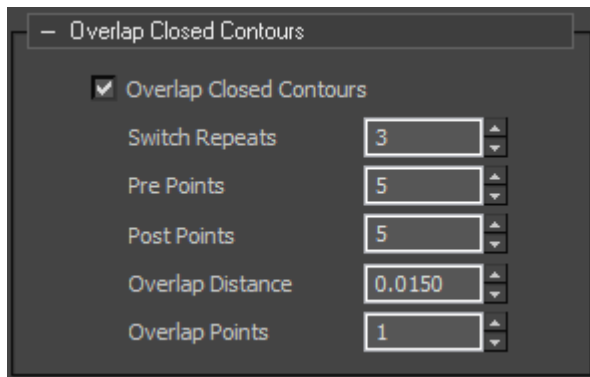 – Overlap Closed Contours
Overlap Closed Contours
Switch Repeats 3
Pre Points 5
Post Points 5
Overlap Distance 0.0150
Overlap Points 1